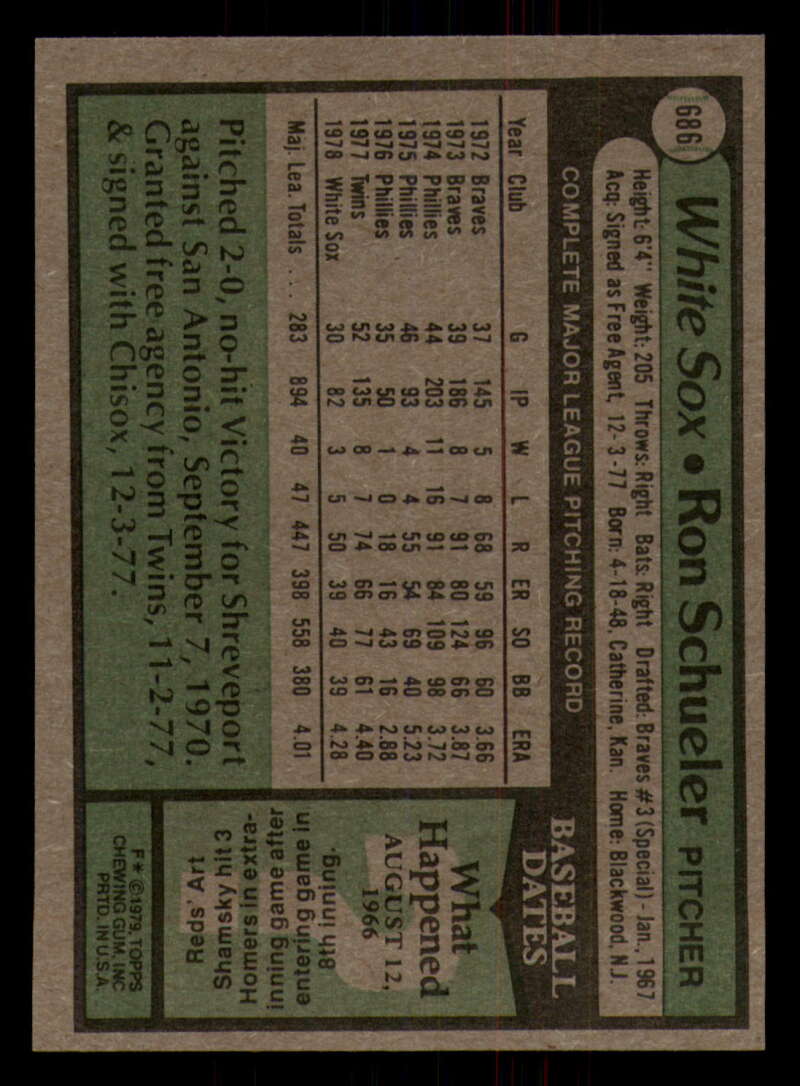 686
White Sox • Ron Schueler PITCHER
Height: 6'4" Weight: 205 Throws: Right Bats: Right Drafted: Braves #3 (Special) - Jan., 1967
Acq: Signed as Free Agent, 12-3-77 Born: 4-18-48, Catherine, Kan. Home: Blackwood, N.J.
COMPLETE MAJOR LEAGUE PITCHING RECORD
Year Club G IP W L R ER SO BB ERA
1972 Braves 37 145 5 8 68 59 96 60 3.66
1973 Braves 39 186 8 7 91 80 124 66 3.87
1974 Phillies 44 203 11 16 91 84 109 98 3.72
1975 Phillies 46 93 4 4 55 54 69 40 5.23
1976 Phillies 35 50 1 0 18 16 43 16 2.88
1977 Twins 52 135 8 7 74 66 77 61 4.40
1978 White Sox 30 82 3 5 50 39 40 39 4.28
Maj. Lea. Totals . . . 283 894 40 47 447 398 558 380 4.01
Pitched 2-0, no-hit Victory for Shreveport
against San Antonio, September 7, 1970.
Granted free agency from Twins, 11-2-77,
& signed with Chisox, 12-3-77.
BASEBALL
DATES
What
Happened
AUGUST 12,
1966
Reds' Art
Shamsky hit 3
Homers in extra-
inning game after
entering game in
8th inning.
F* © 1979, TOPPS
CHEWING GUM, INC
PRTD. IN U.S.A.